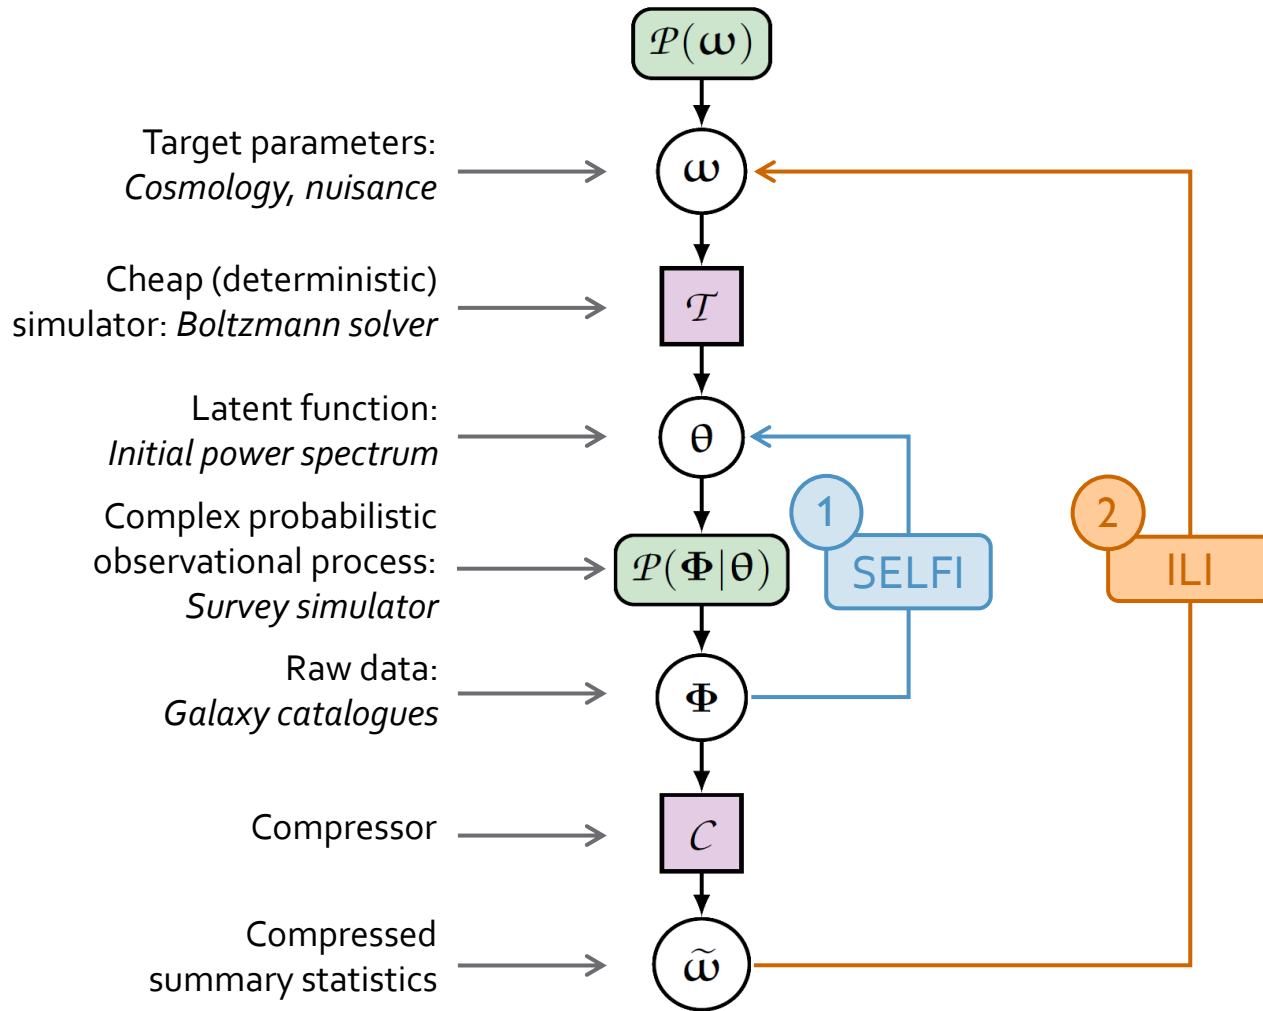 𝒫(ω)
Target parameters:
Cosmology, nuisance
ω
Cheap (deterministic)
simulator: Boltzmann solver
𝒯
Latent function:
Initial power spectrum
θ
Complex probabilistic
observational process:
Survey simulator
𝒫(Φ|θ)
1
SELFI
2
ILI
Raw data:
Galaxy catalogues
Φ
Compressor
𝒞
Compressed
summary statistics
ω̃